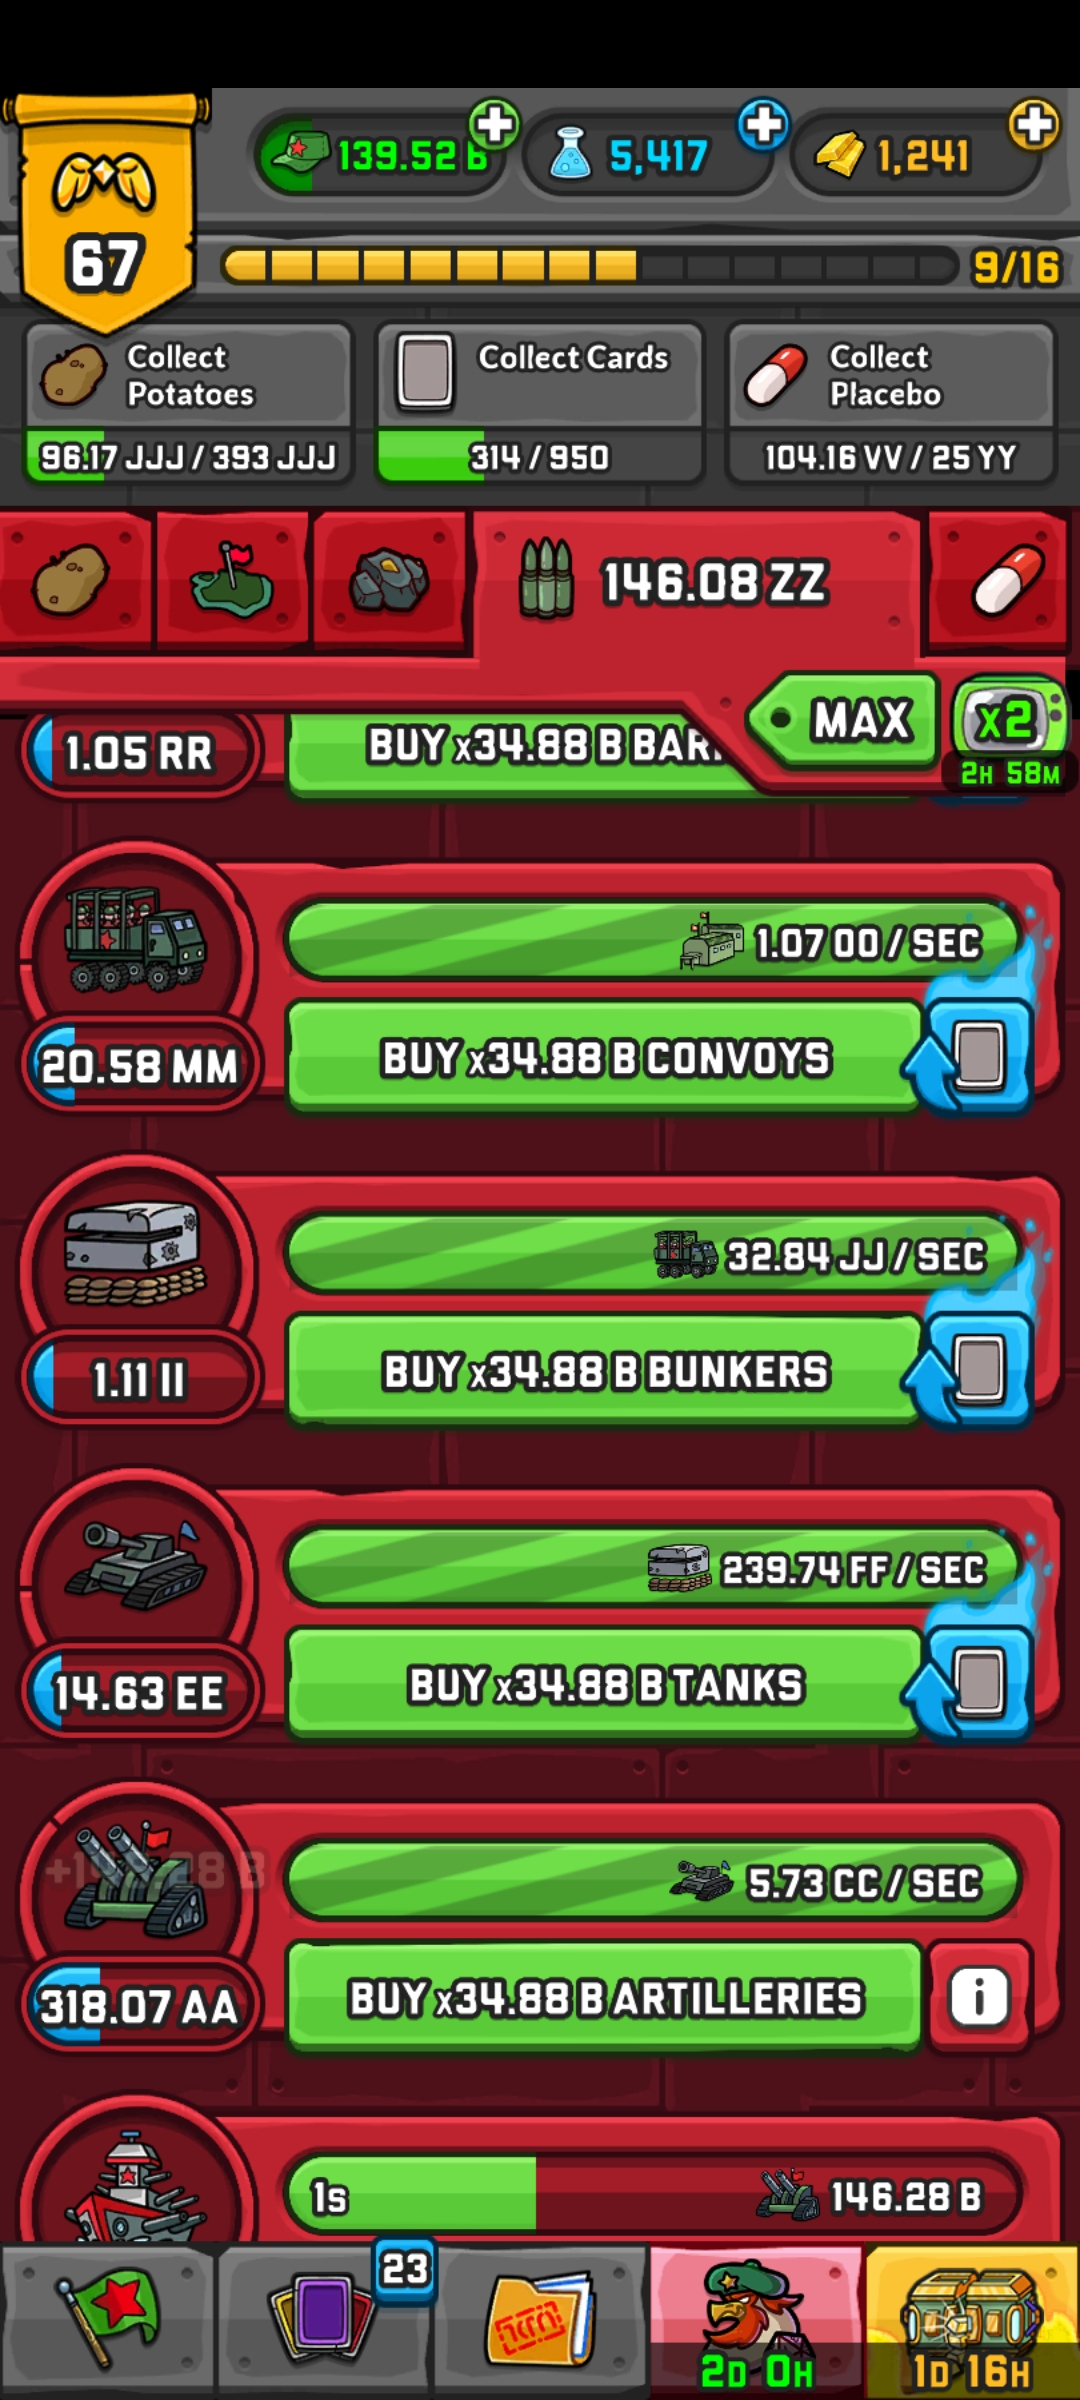 139.52 B
5,417
1,241
67
9/16
Collect Potatoes
96.17 JJJ / 393 JJJ
Collect Cards
314 / 950
Collect Placebo
104.16 VV / 25 YY
146.08 ZZ
MAX
x2
2H 58M
1.05 RR
BUY x34.88 B BAR
1.07 OO / SEC
20.58 MM
BUY x34.88 B CONVOYS
32.84 JJ / SEC
1.11 II
BUY x34.88 B BUNKERS
239.74 FF / SEC
14.63 EE
BUY x34.88 B TANKS
5.73 CC / SEC
318.07 AA
BUY x34.88 B ARTILLERIES
i
1s
146.28 B
23
2D 0H
1D 16H